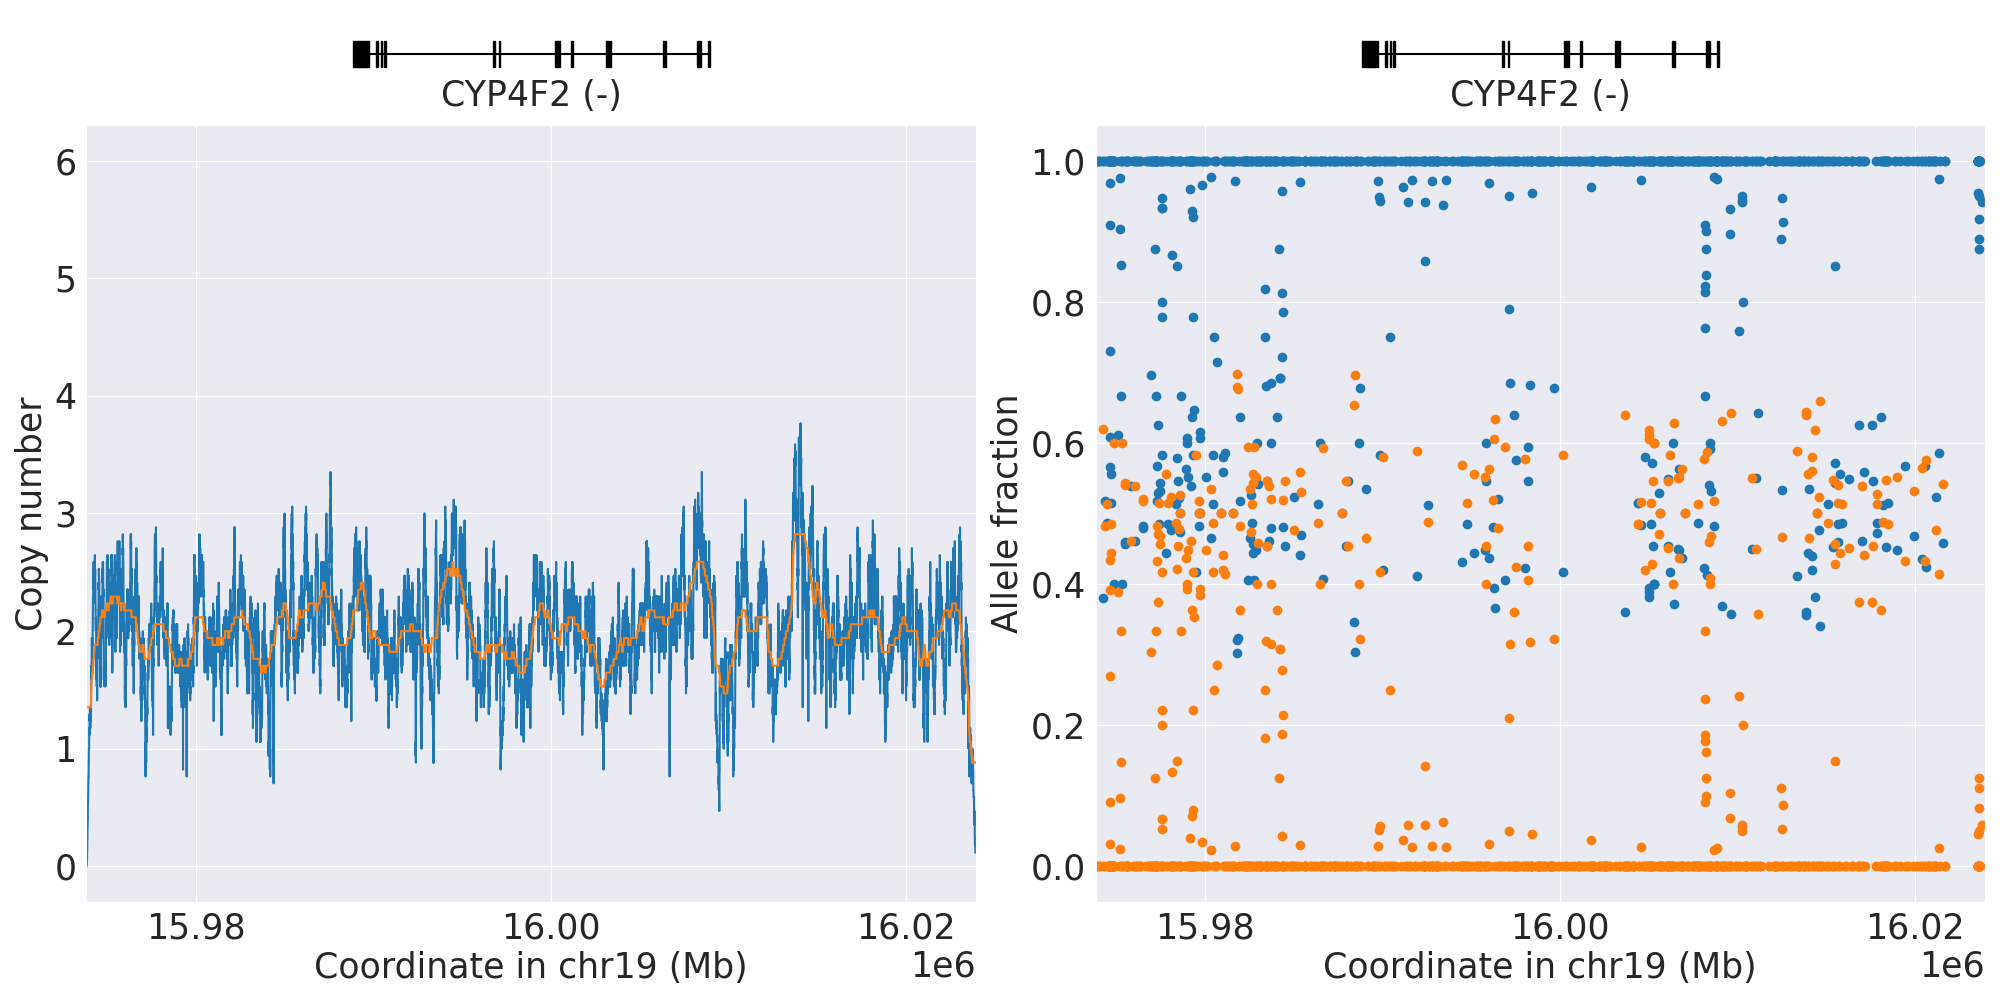 CYP4F2 (-)
6
5
4
3
2
1
0
Copy number
15.98
16.00
16.02
Coordinate in chr19 (Mb)
1e6
CYP4F2 (-)
1.0
0.8
0.6
0.4
0.2
0.0
Allele fraction
15.98
16.00
16.02
Coordinate in chr19 (Mb)
1e6